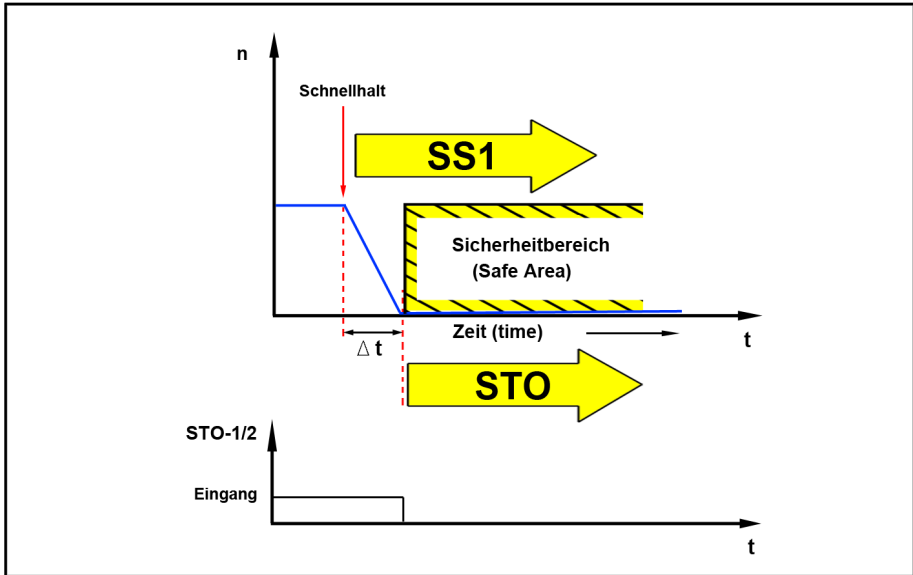 n
Schnellhalt
SS1
Sicherheitbereich
(Safe Area)
Zeit (time)
t
Δ t
STO
STO-1/2
Eingang
t